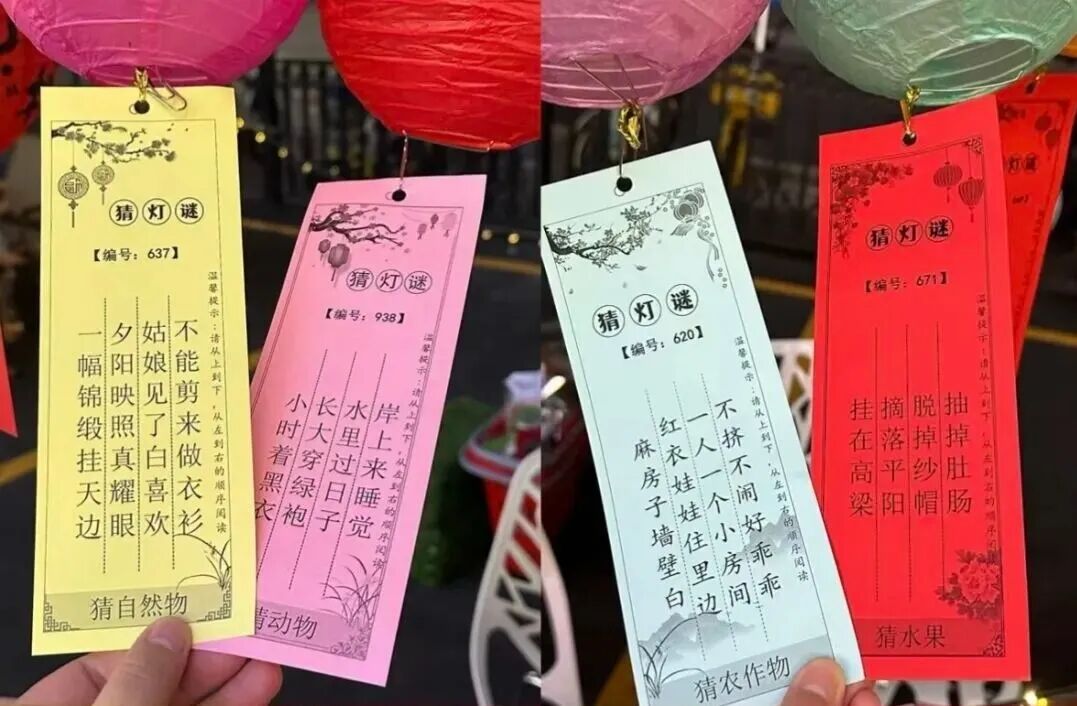 猜灯谜
【编号：637】
温馨提示：请从上到下，从左到右的顺序阅读
一幅锦缎挂天边
夕阳映照真耀眼
姑娘见了白喜欢
不能剪来做衣衫
猜自然物
猜灯谜
【编号：938】
温馨提示：请从上到下，从左到右的顺序阅读
小时着黑衣
长大穿绿袍
水里过日子
岸上来睡觉
猜动物
猜灯谜
【编号：620】
温馨提示：请从上到下，从左到右的顺序阅读
麻房子墙壁白
红衣娃娃住里边
一人一个小房间
不挤不闹好乖乖
猜农作物
猜灯谜
【编号：671】
温馨提示：请从上到下，从左到右的顺序阅读
挂在高梁
摘落平阳
脱掉纱帽
抽掉肚肠
猜水果
猜灯谜